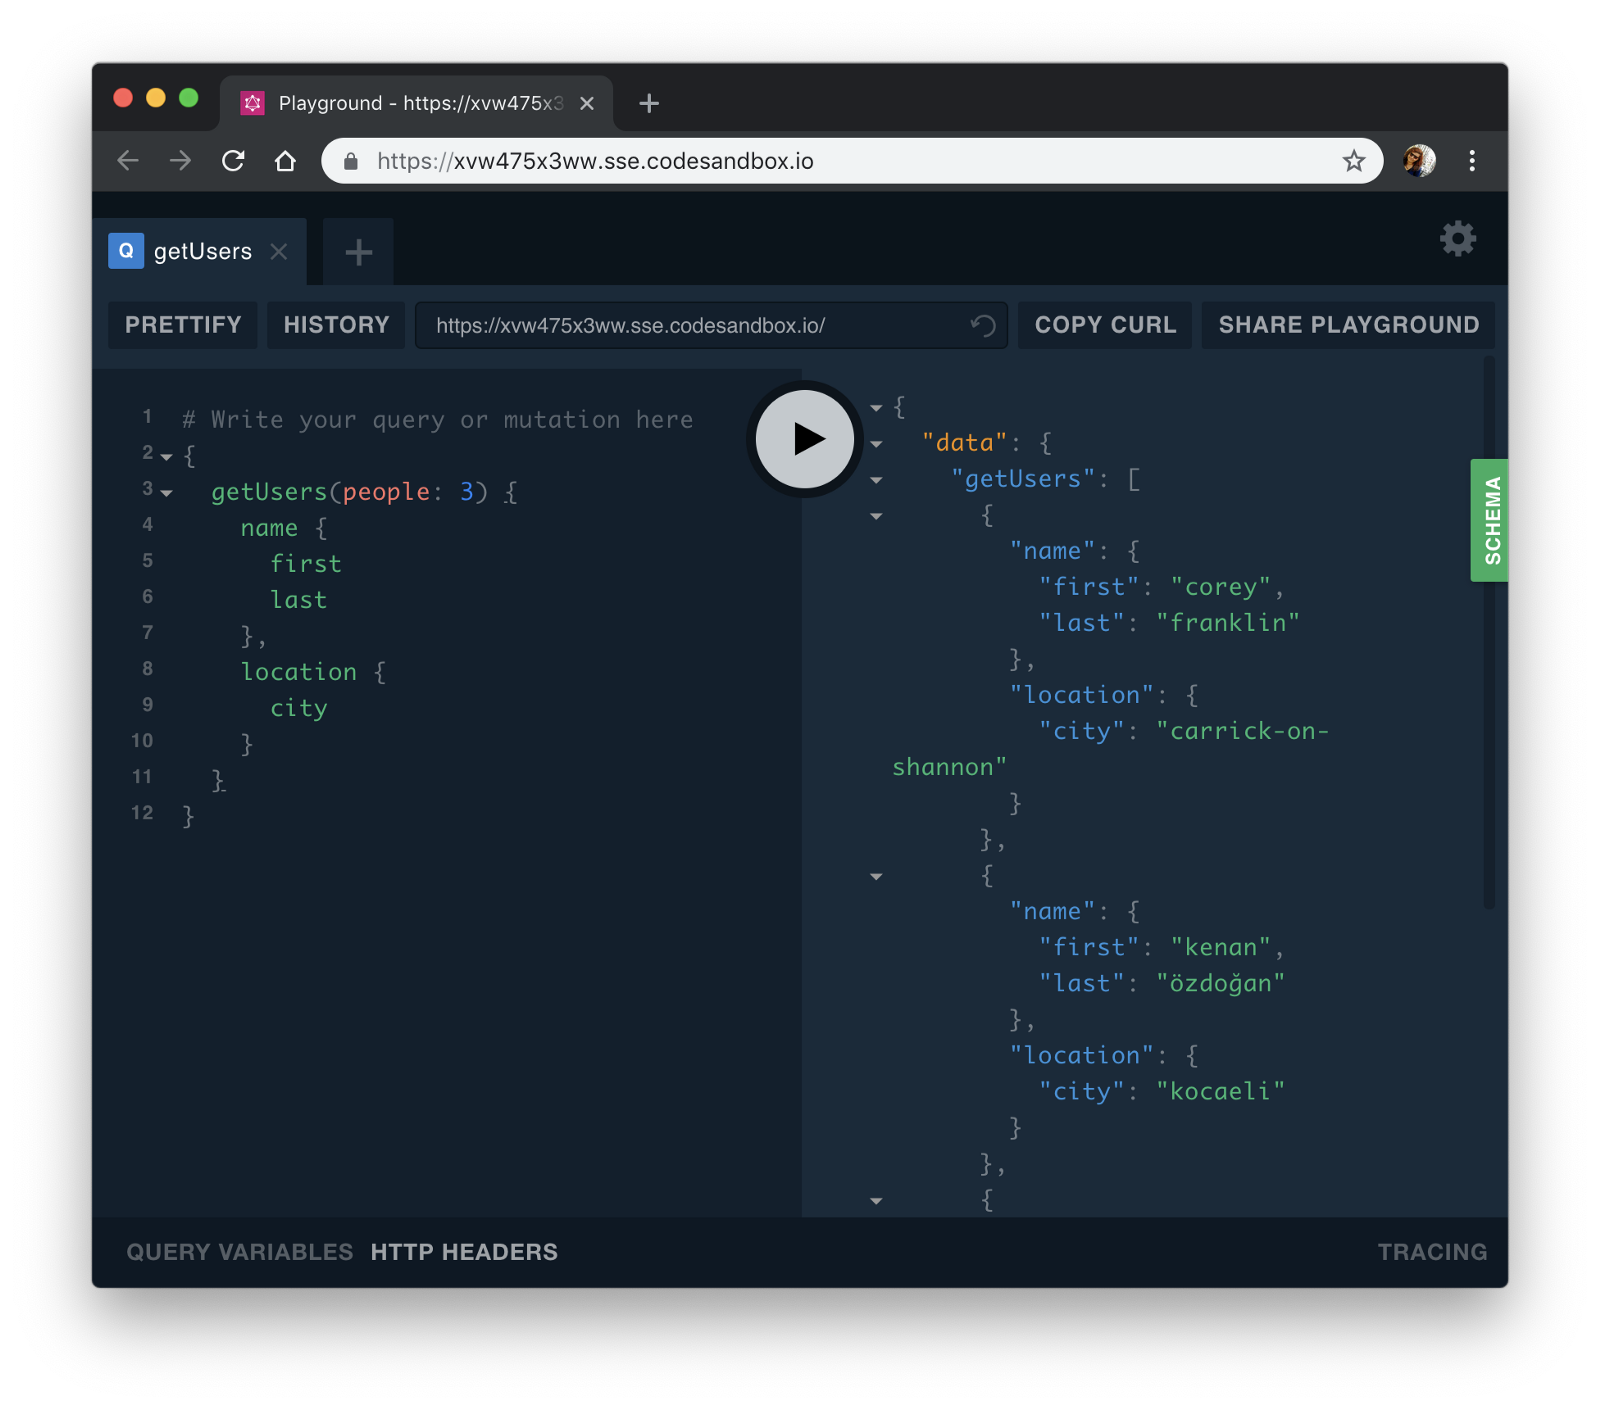 Playground - https://xvw475x3
https://xvw475x3ww.sse.codesandbox.io
Q getUsers
PRETTIFY HISTORY https://xvw475x3ww.sse.codesandbox.io/ COPY CURL SHARE PLAYGROUND
1 # Write your query or mutation here
2 {
3 getUsers(people: 3) {
4 name {
5 first
6 last
7 },
8 location {
9 city
10 }
11 }
12 }
{
"data": {
"getUsers": [
{
"name": {
"first": "corey",
"last": "franklin"
},
"location": {
"city": "carrick-on-
shannon"
}
},
{
"name": {
"first": "kenan",
"last": "özdoğan"
},
"location": {
"city": "kocaeli"
}
},
{
SCHEMA
QUERY VARIABLES HTTP HEADERS TRACING